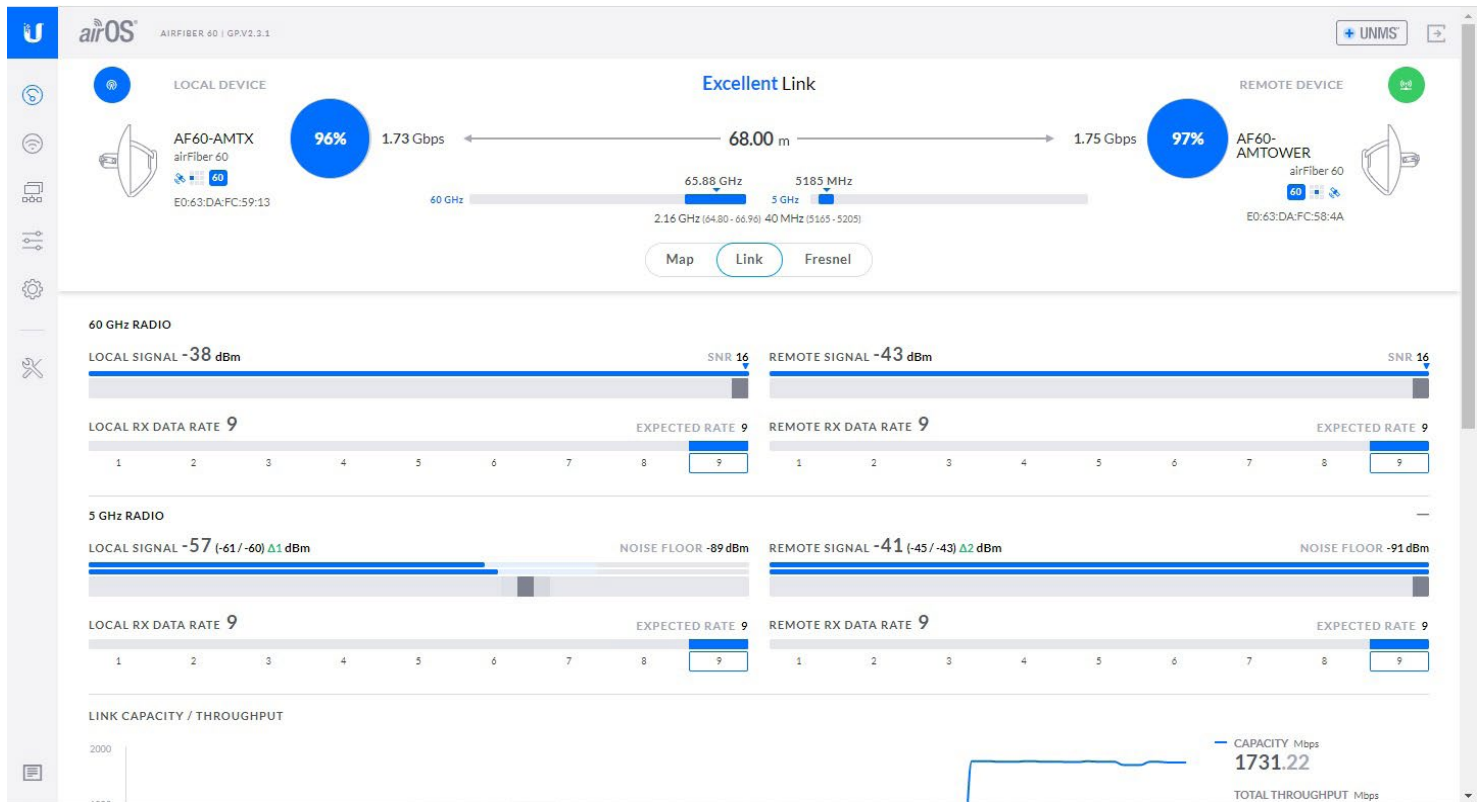 airOS
AIRFIBER 60 | GP.V2.3.1
UNMS
LOCAL DEVICE
Excellent Link
REMOTE DEVICE
AF60-AMTX
airFiber 60
60
E0:63:DA:FC:59:13
96%
1.73 Gbps
68.00 m
1.75 Gbps
97%
AF60-
AMTOWER
airFiber 60
60
E0:63:DA:FC:58:4A
65.88 GHz 5185 MHz
60 GHz 5 GHz
2.16 GHz (64.80 - 66.96) 40 MHz (5165 - 5205)
Map Link Fresnel
60 GHz RADIO
LOCAL SIGNAL -38 dBm SNR 16
REMOTE SIGNAL -43 dBm SNR 16
LOCAL RX DATA RATE 9 EXPECTED RATE 9
1 2 3 4 5 6 7 8 9
REMOTE RX DATA RATE 9 EXPECTED RATE 9
1 2 3 4 5 6 7 8 9
5 GHz RADIO
LOCAL SIGNAL -57 (-61 / -60) Δ1 dBm NOISE FLOOR -89 dBm
REMOTE SIGNAL -41 (-45 / -43) Δ2 dBm NOISE FLOOR -91 dBm
LOCAL RX DATA RATE 9 EXPECTED RATE 9
1 2 3 4 5 6 7 8 9
REMOTE RX DATA RATE 9 EXPECTED RATE 9
1 2 3 4 5 6 7 8 9
LINK CAPACITY / THROUGHPUT
2000
CAPACITY Mbps
1731.22
TOTAL THROUGHPUT Mbps